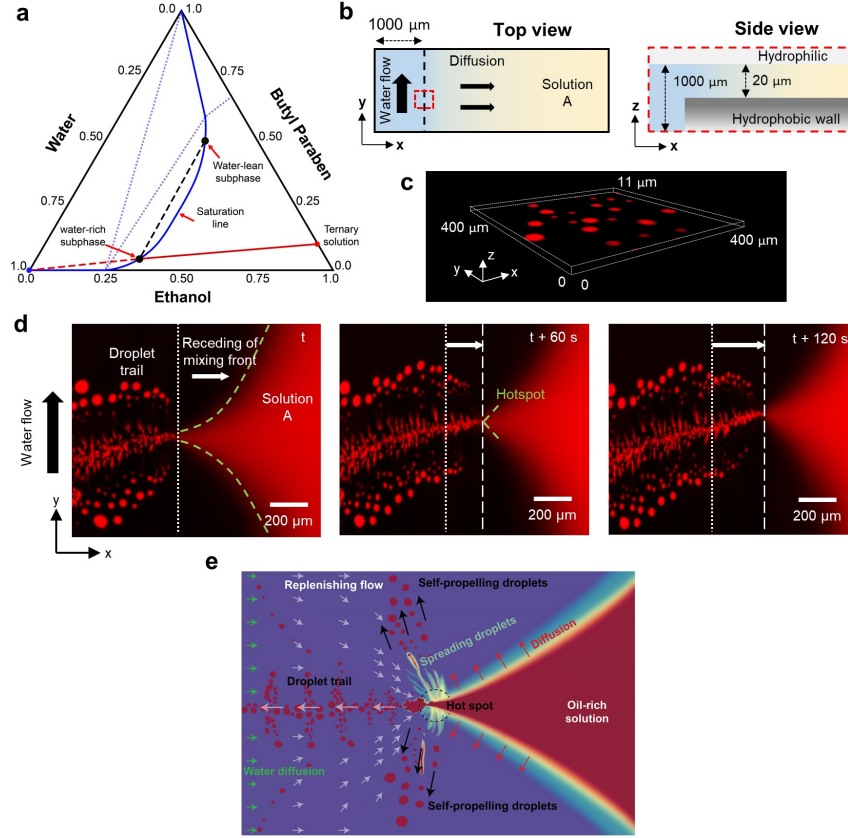 a
0.0
1.0
0.25
0.75
Water
Butyl Paraben
0.50
0.50
Water-lean
subphase
0.75
0.25
water-rich
subphase
Saturation
line
Ternary
solution
1.0
0.0
0.0
0.25
0.50
0.75
1.0
Ethanol
b
1000 μm
Top view
Diffusion
Water flow
Solution
A
y
x
Side view
Hydrophilic
1000 μm
20 μm
Hydrophobic wall
z
x
c
11 μm
400 μm
400 μm
z
y
x
0
0
d
Water flow
y
x
Droplet
trail
Receding of
mixing front
t
Solution
A
200 μm
t + 60 s
Hotspot
200 μm
t + 120 s
200 μm
e
Replenishing flow
Self-propelling droplets
Spreading droplets
Diffusion
Droplet trail
Hot spot
Oil-rich
solution
Water diffusion
Self-propelling droplets